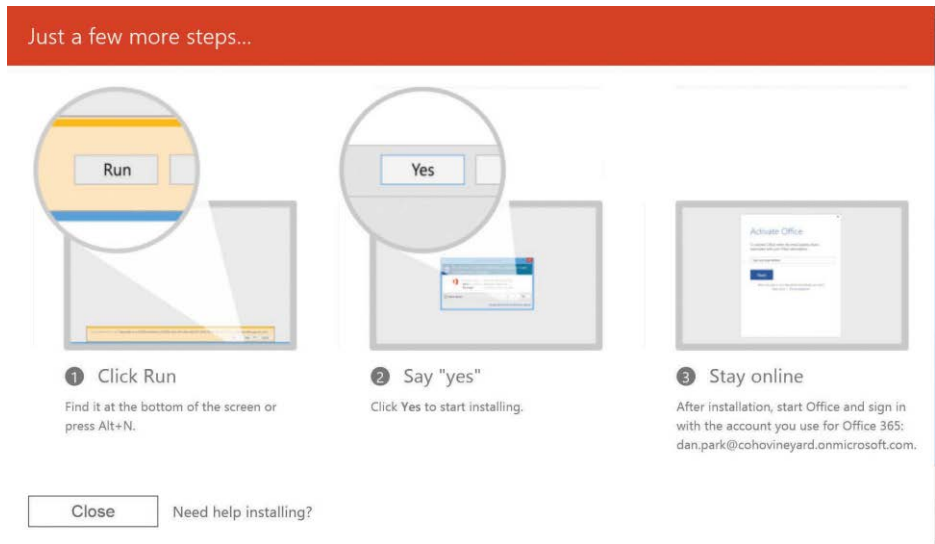 Just a few more steps...
Run
Yes
Activate Office
1 Click Run
Find it at the bottom of the screen or
press Alt+N.
2 Say "yes"
Click Yes to start installing.
3 Stay online
After installation, start Office and sign in
with the account you use for Office 365:
dan.park@cohovineyard.onmicrosoft.com.
Close
Need help installing?